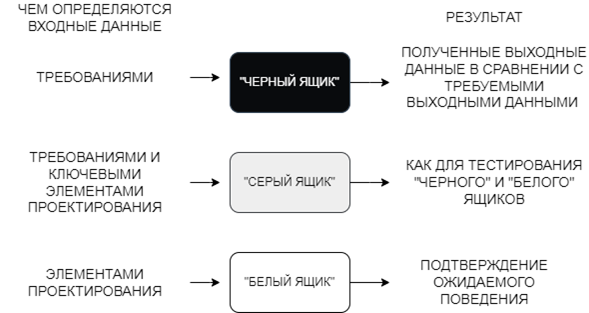 ЧЕМ ОПРЕДЕЛЯЮТСЯ
ВХОДНЫЕ ДАННЫЕ
РЕЗУЛЬТАТ
ТРЕБОВАНИЯМИ
"ЧЕРНЫЙ ЯЩИК"
ПОЛУЧЕННЫЕ ВЫХОДНЫЕ
ДАННЫЕ В СРАВНЕНИИ С
ТРЕБУЕМЫМИ
ВЫХОДНЫМИ ДАННЫМИ
ТРЕБОВАНИЯМИ И
КЛЮЧЕВЫМИ
ЭЛЕМЕНТАМИ
ПРОЕКТИРОВАНИЯ
"СЕРЫЙ ЯЩИК"
КАК ДЛЯ ТЕСТИРОВАНИЯ
"ЧЕРНОГО" И "БЕЛОГО"
ЯЩИКОВ
ЭЛЕМЕНТАМИ
ПРОЕКТИРОВАНИЯ
"БЕЛЫЙ ЯЩИК"
ПОДТВЕРЖДЕНИЕ
ОЖИДАЕМОГО
ПОВЕДЕНИЯ